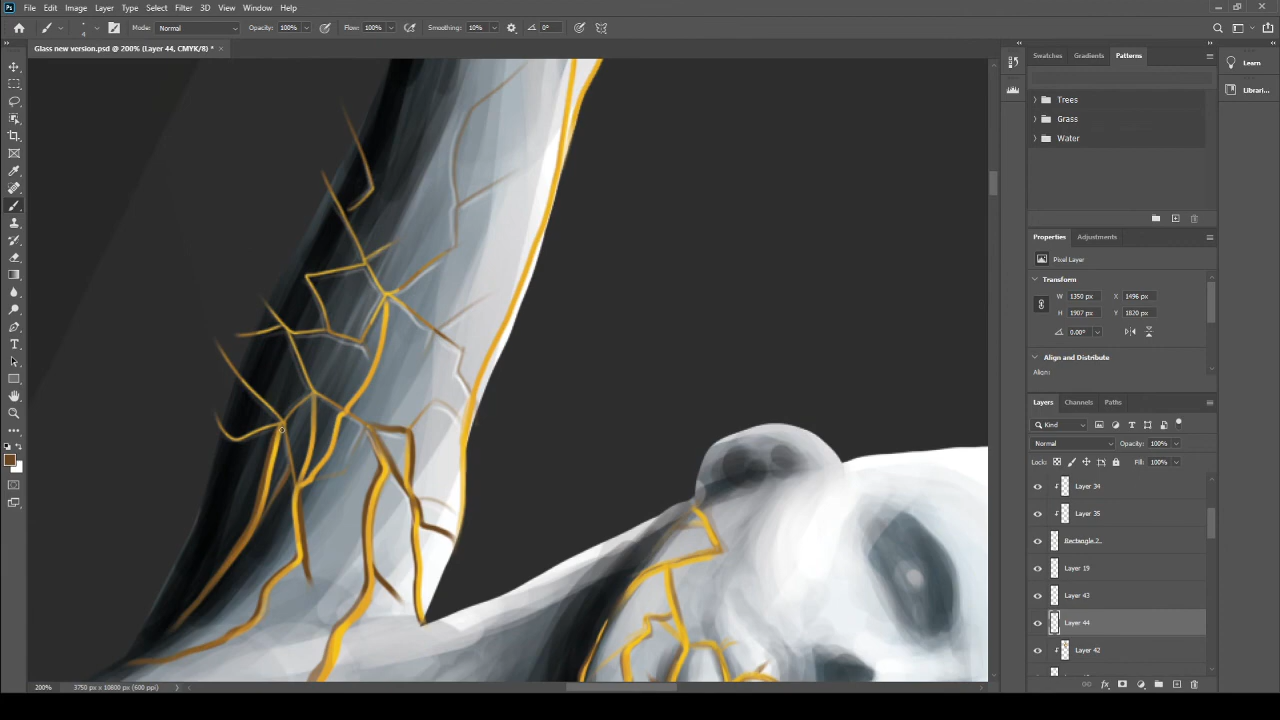 Ps File Edit Image Layer Type Select Filter 3D View Window Help
4 Mode: Normal Opacity: 100% Flow: 100% Smoothing: 10% 0°
Glass new version.psd @ 200% (Layer 44, CMYK/8) * ×
Swatches Gradients Patterns
Learn
Librari...
Trees
Grass
Water
Properties Adjustments
Pixel Layer
Transform
W 1350 px X 1496 px
H 1907 px Y 1820 px
0.00°
Align and Distribute
Align:
Layers Channels Paths
Kind
Normal Opacity: 100%
Lock: Fill: 100%
Layer 34
Layer 35
Rectangle 2...
Layer 19
Layer 43
Layer 44
Layer 42
200% 3750 px x 10800 px (600 ppi)
fx